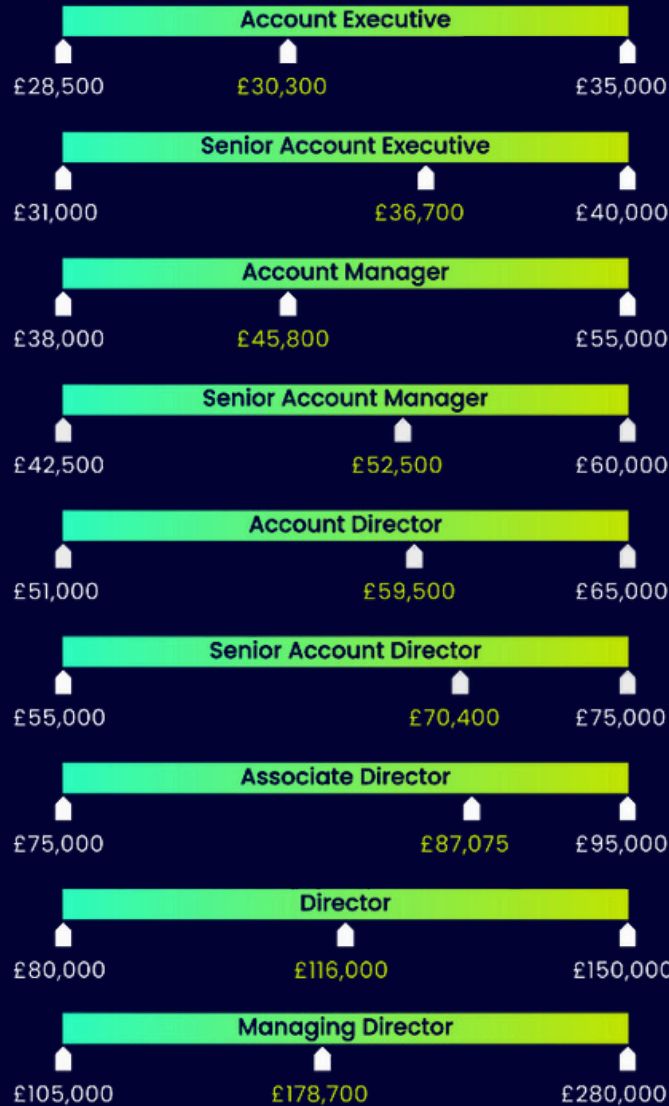 Account Executive
£28,500 £30,300 £35,000
Senior Account Executive
£31,000 £36,700 £40,000
Account Manager
£38,000 £45,800 £55,000
Senior Account Manager
£42,500 £52,500 £60,000
Account Director
£51,000 £59,500 £65,000
Senior Account Director
£55,000 £70,400 £75,000
Associate Director
£75,000 £87,075 £95,000
Director
£80,000 £116,000 £150,000
Managing Director
£105,000 £178,700 £280,000